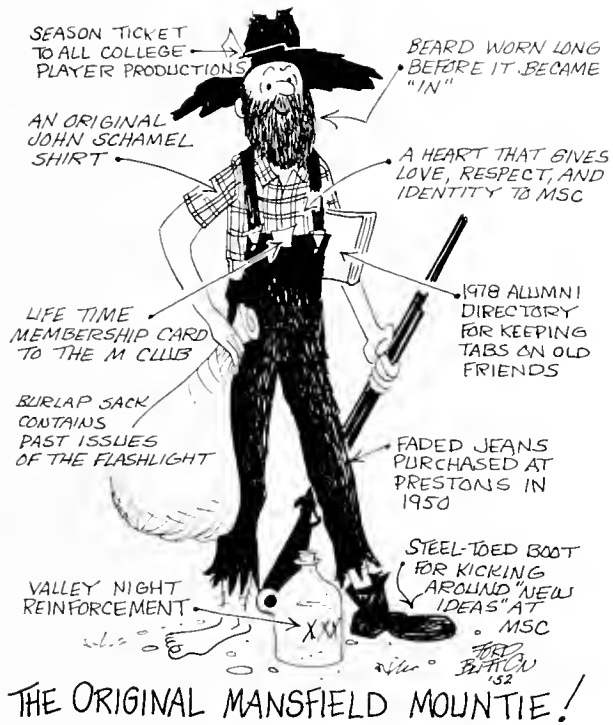 SEASON TICKET
TO ALL COLLEGE
PLAYER PRODUCTIONS
BEARD WORN LONG
BEFORE IT BECAME
"IN"
AN ORIGINAL
JOHN SCHAMEL
SHIRT
A HEART THAT GIVES
LOVE, RESPECT, AND
IDENTITY TO MSC
LIFE TIME
MEMBERSHIP CARD
TO THE M CLUB
1978 ALUMNI
DIRECTORY
FOR KEEPING
TABS ON OLD
FRIENDS
BURLAP SACK
CONTAINS
PAST ISSUES
OF THE FLASHLIGHT
FADED JEANS
PURCHASED AT
PRESTONS IN
1950
STEEL-TOED BOOT
FOR KICKING
AROUND "NEW
IDEAS" AT
MSC
VALLEY NIGHT
REINFORCEMENT
XXX
FORD
BUTTON
'52
THE ORIGINAL MANSFIELD MOUNTIE!